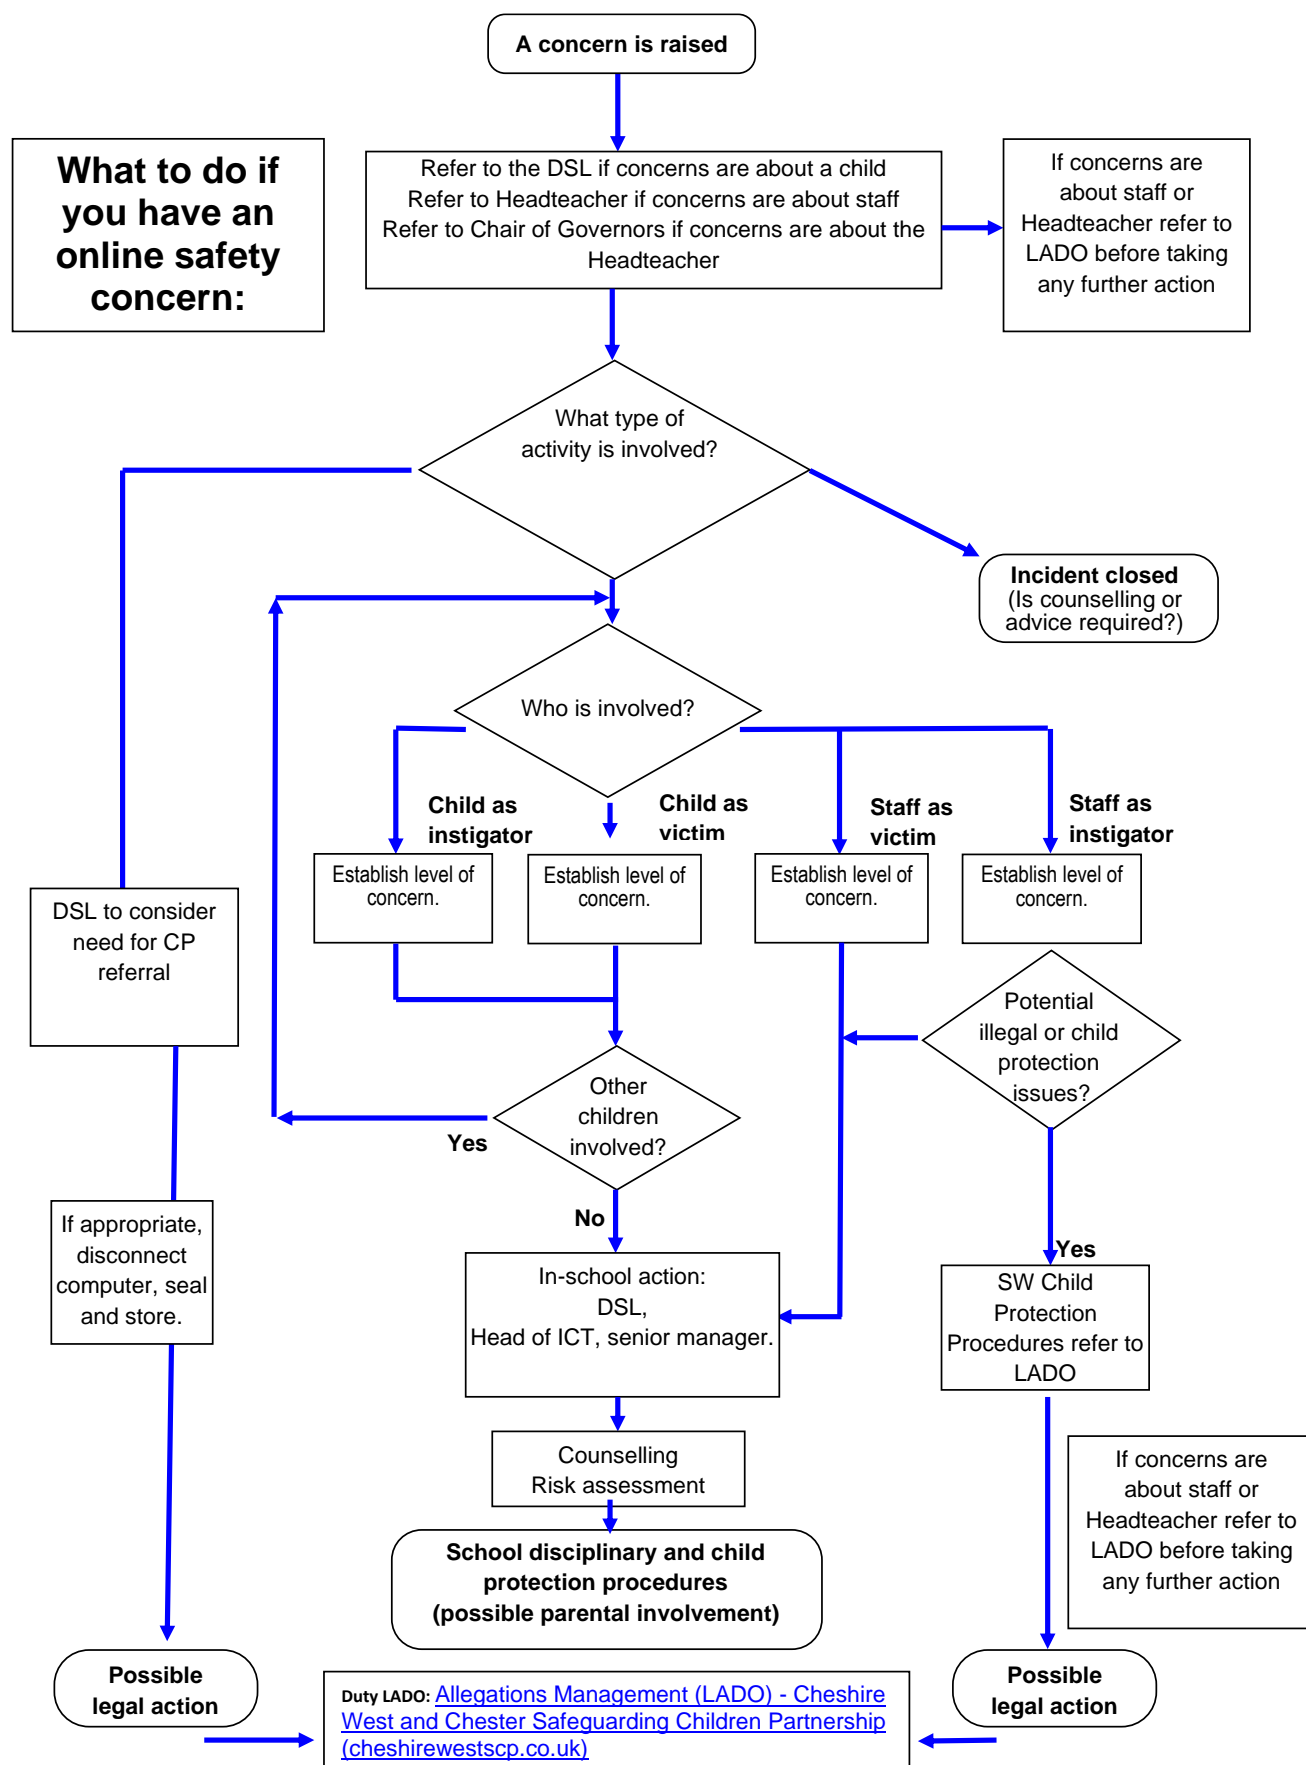 A concern is raised
What to do if
you have an
online safety
concern:
Refer to the DSL if concerns are about a child
Refer to Headteacher if concerns are about staff
Refer to Chair of Governors if concerns are about the
Headteacher
If concerns are
about staff or
Headteacher refer to
LADO before taking
any further action
What type of
activity is involved?
Incident closed
(Is counselling or
advice required?)
Who is involved?
Child as
instigator
Child as
victim
Staff as
victim
Staff as
instigator
Establish level of
concern.
Establish level of
concern.
Establish level of
concern.
Establish level of
concern.
DSL to consider
need for CP
referral
Potential
illegal or child
protection
issues?
Other
children
involved?
Yes
No
If appropriate,
disconnect
computer, seal
and store.
In-school action:
DSL,
Head of ICT, senior manager.
Yes
SW Child
Protection
Procedures refer to
LADO
Counselling
Risk assessment
If concerns are
about staff or
Headteacher refer to
LADO before taking
any further action
School disciplinary and child
protection procedures
(possible parental involvement)
Possible
legal action
Possible
legal action
Duty LADO: Allegations Management (LADO) - Cheshire
West and Chester Safeguarding Children Partnership
(cheshirewestscp.co.uk)